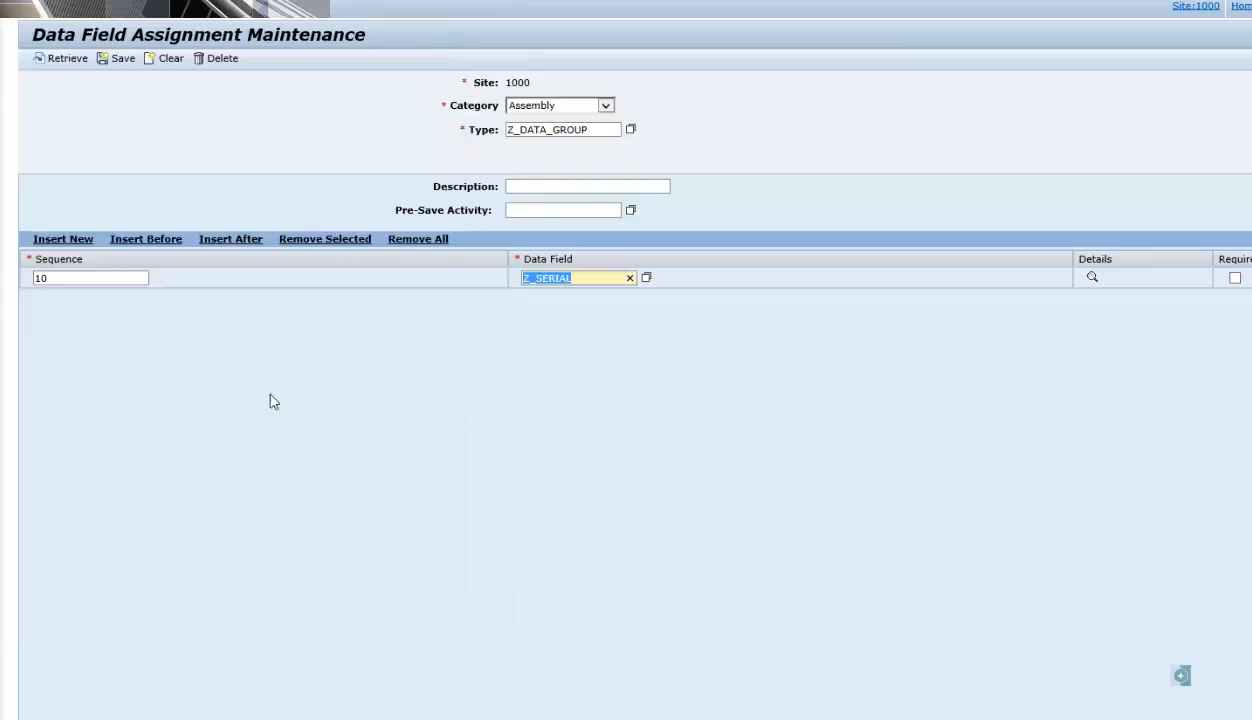 Site:1000 Hom
Data Field Assignment Maintenance
Retrieve Save Clear Delete
* Site: 1000
* Category Assembly
* Type: Z_DATA_GROUP
Description:
Pre-Save Activity:
Insert New Insert Before Insert After Remove Selected Remove All
* Sequence * Data Field Details Require
10 Z_SERIAL